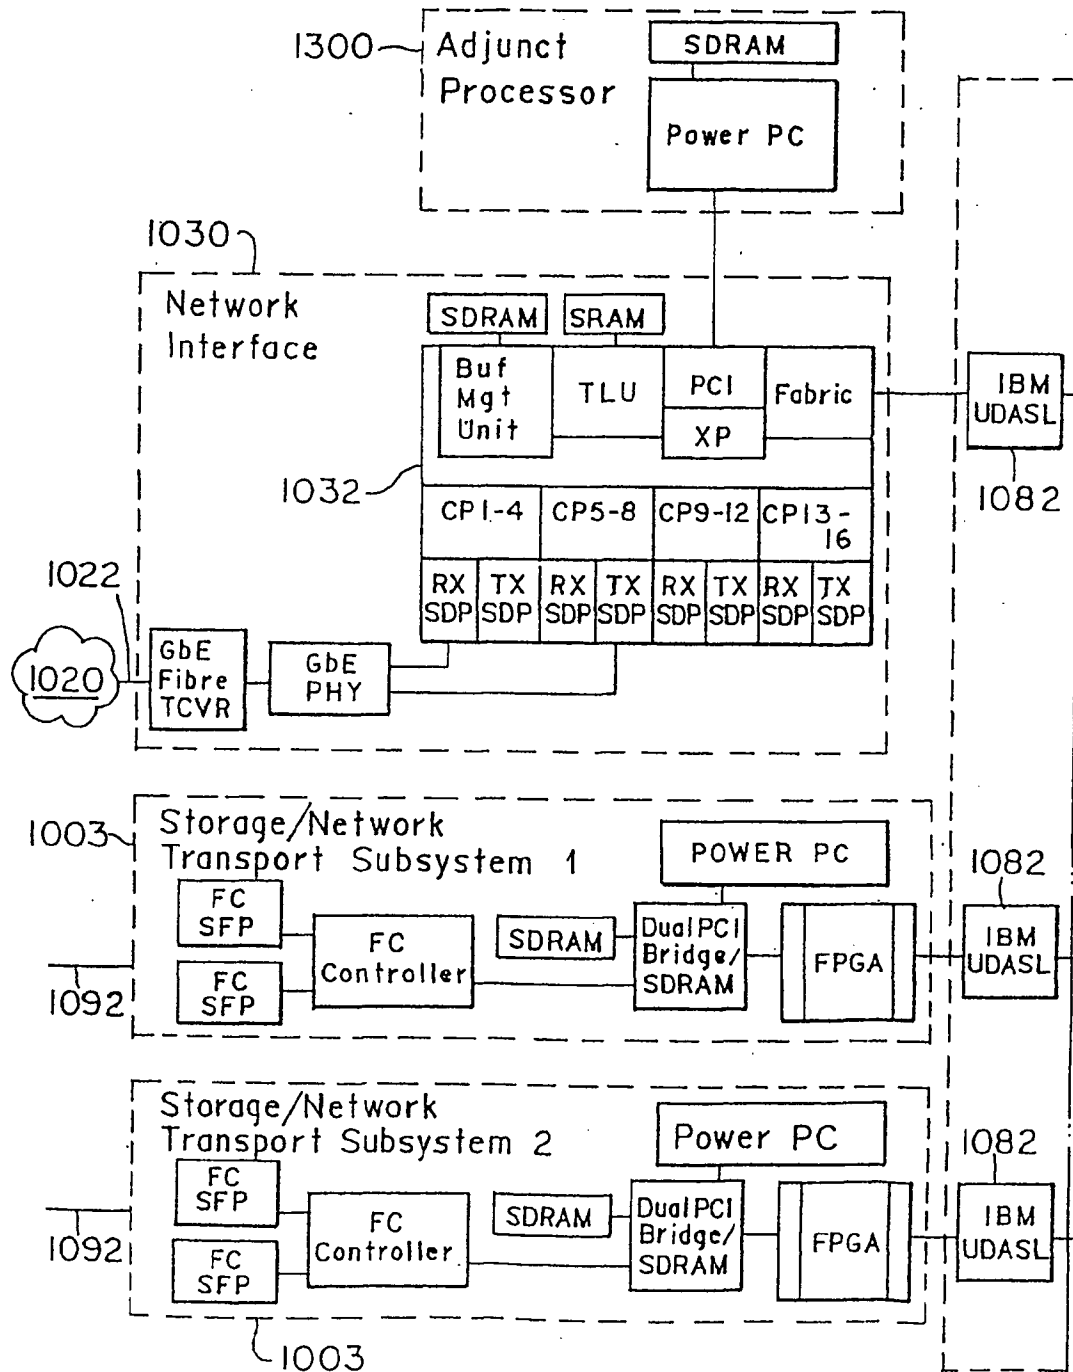 1300
Adjunct
Processor
SDRAM
Power PC
1030
Network
Interface
SDRAM
SRAM
Buf
Mgt
Unit
TLU
PCI
XP
Fabric
IBM
UDASL
1082
1032
CP1-4
CP5-8
CP9-12
CP13-
16
RX
SDP
TX
SDP
RX
SDP
TX
SDP
RX
SDP
TX
SDP
RX
SDP
TX
SDP
1022
1020
GbE
Fibre
TCVR
GbE
PHY
1003
Storage/Network
Transport Subsystem 1
POWER PC
FC
SFP
FC
SFP
1092
FC
Controller
SDRAM
Dual PCI
Bridge/
SDRAM
FPGA
1082
IBM
UDASL
Storage/Network
Transport Subsystem 2
Power PC
FC
SFP
FC
SFP
1092
FC
Controller
SDRAM
Dual PCI
Bridge/
SDRAM
FPGA
1082
IBM
UDASL
1003